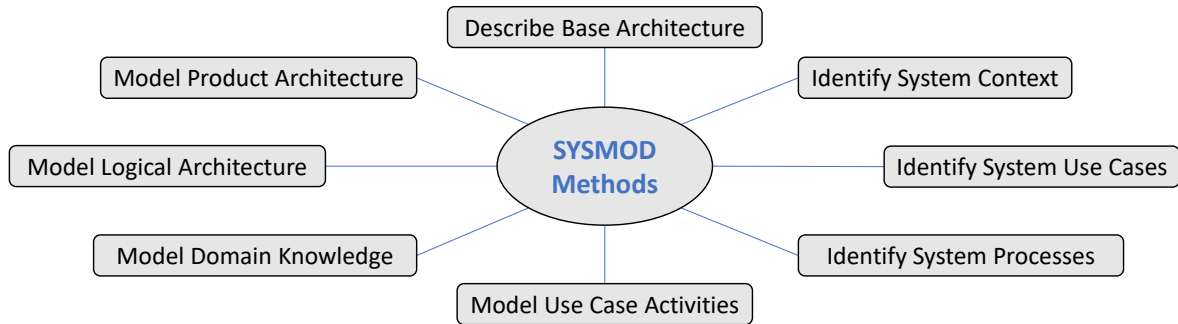 Describe Base Architecture
Model Product Architecture
Identify System Context
SYSMOD
Methods
Model Logical Architecture
Identify System Use Cases
Model Domain Knowledge
Identify System Processes
Model Use Case Activities